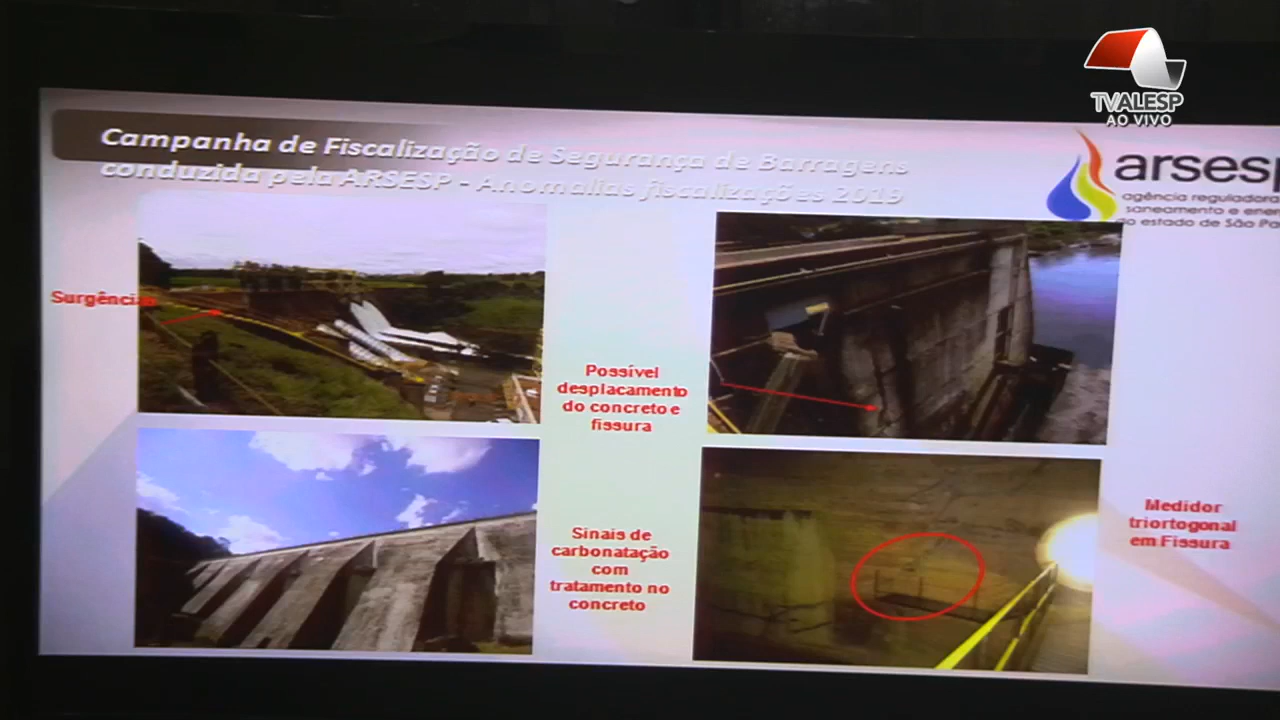 TVALESP
AO VIVO
Campanha de Fiscalização de Segurança de Barragens
conduzida pela ARSESP - Anomalias fiscalizações 2019
arsesp
agência reguladora
saneamento e ener
do estado de São Pa
Surgências
Possível
desplacamento
do concreto e
fissura
Sinais de
carbonatação
com
tratamento no
concreto
Medidor
triortogonal
em Fissura